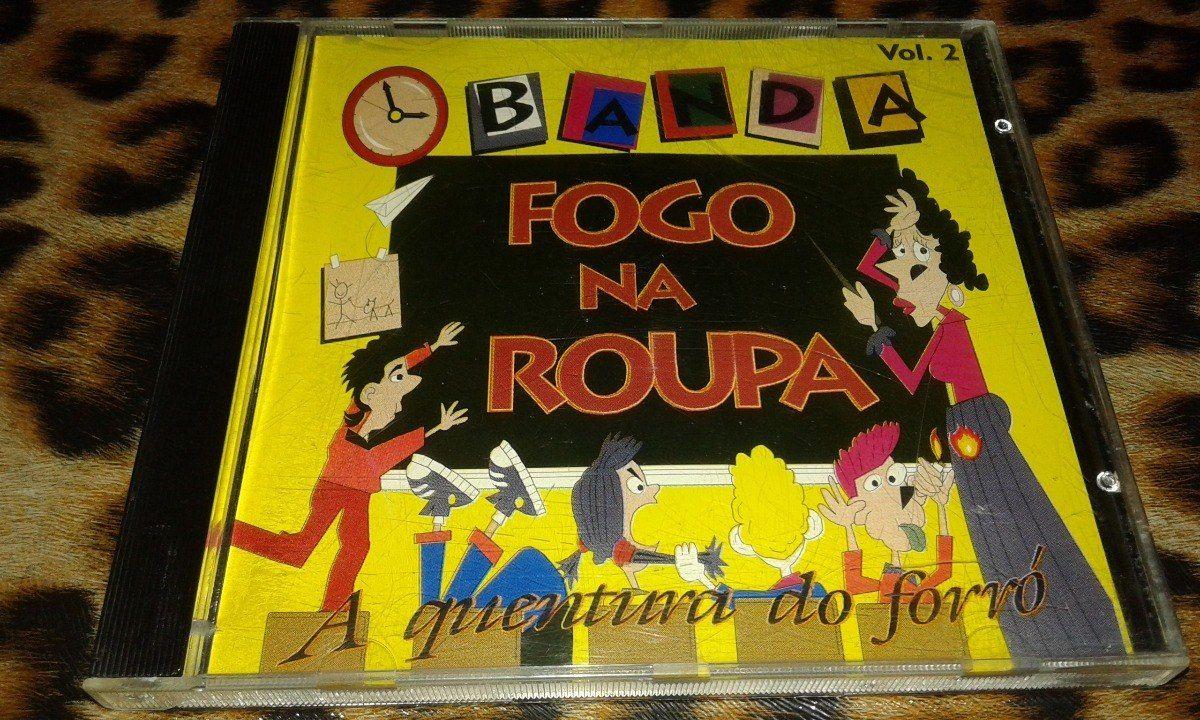 Vol. 2
BANDA
FOGO
NA
ROUPA
A quentura do forró